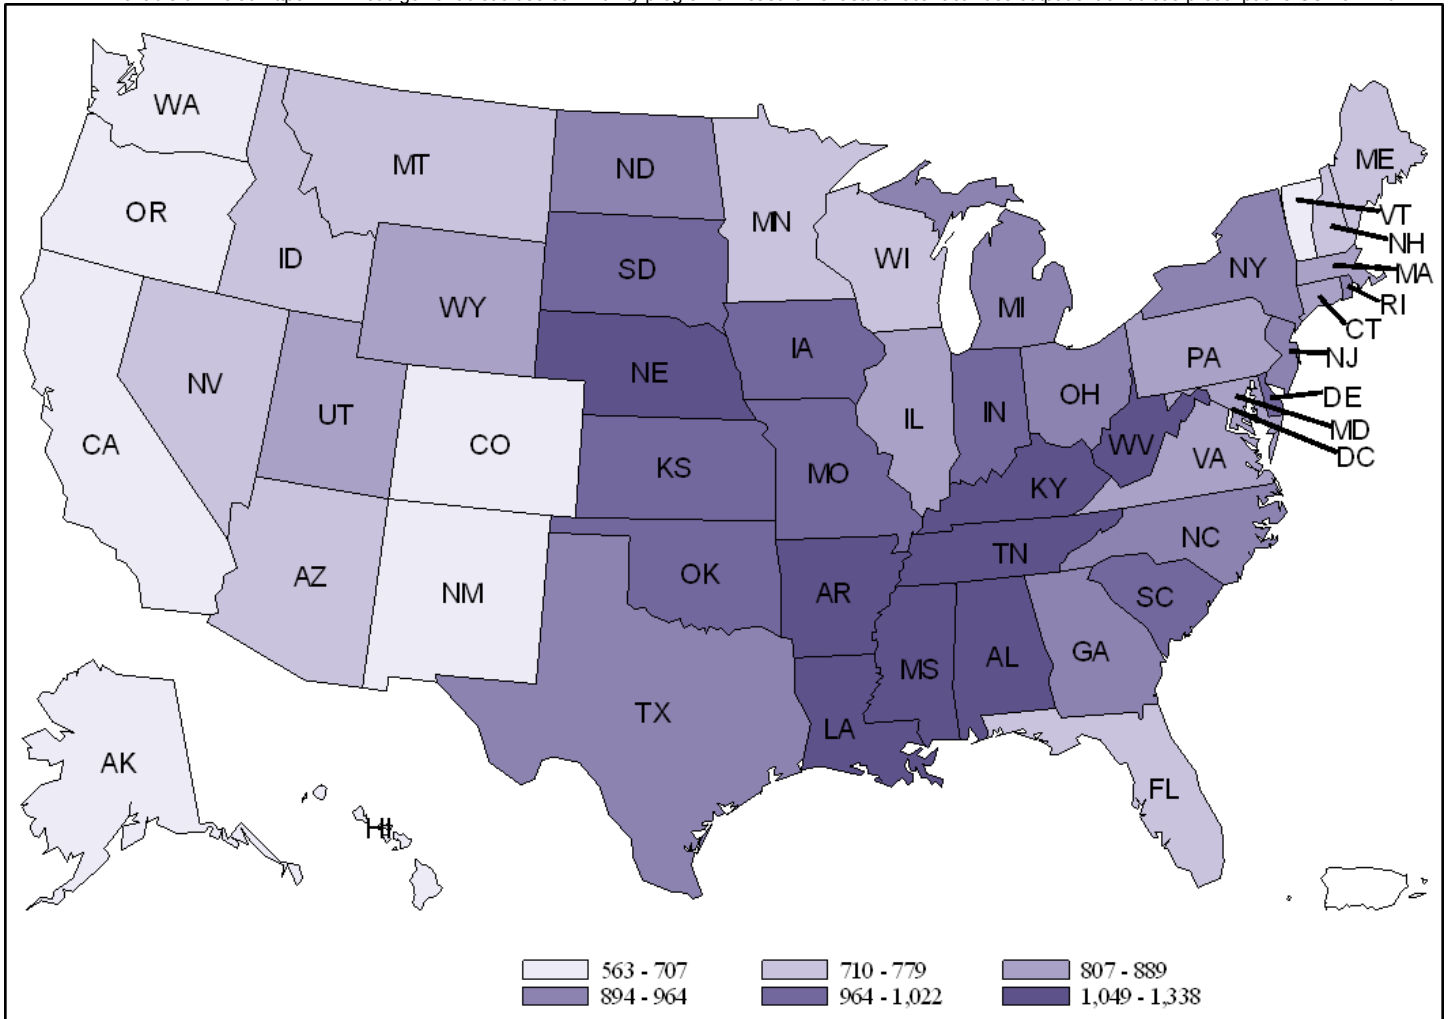 WA
MT
ND
ME
OR
MN
VT
ID
SD
WI
NH
NY
MA
WY
MI
RI
CT
NV
NE
IA
PA
NJ
UT
OH
DE
CA
CO
IL
IN
MD
WV
DC
KS
MO
VA
KY
NC
AZ
NM
OK
AR
TN
SC
MS
AL
GA
TX
LA
AK
FL
HI
563 - 707
710 - 779
807 - 889
894 - 964
964 - 1,022
1,049 - 1,338